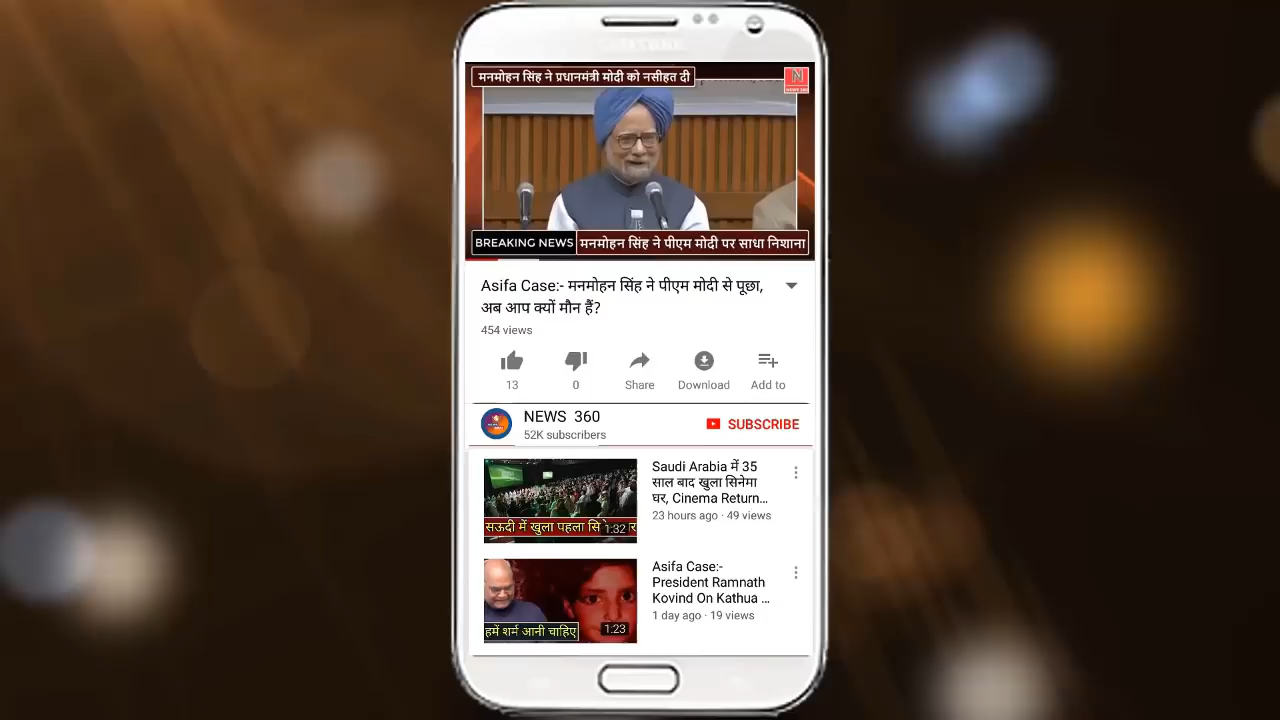 SAMSUNG
मनमोहन सिंह ने प्रधानमंत्री मोदी को नसीहत दी
N
NEWS 360
BREAKING NEWS
मनमोहन सिंह ने पीएम मोदी पर साधा निशाना
Asifa Case:- मनमोहन सिंह ने पीएम मोदी से पूछा,
अब आप क्यों मौन हैं?
454 views
13
0
Share
Download
Add to
NEWS 360
52K subscribers
SUBSCRIBE
Saudi Arabia में 35
साल बाद खुला सिनेमा
घर, Cinema Return...
23 hours ago · 49 views
सऊदी में खुला पहला
1:32
Asifa Case:-
President Ramnath
Kovind On Kathua ...
1 day ago · 19 views
हमें शर्म आनी चाहिए
1:23